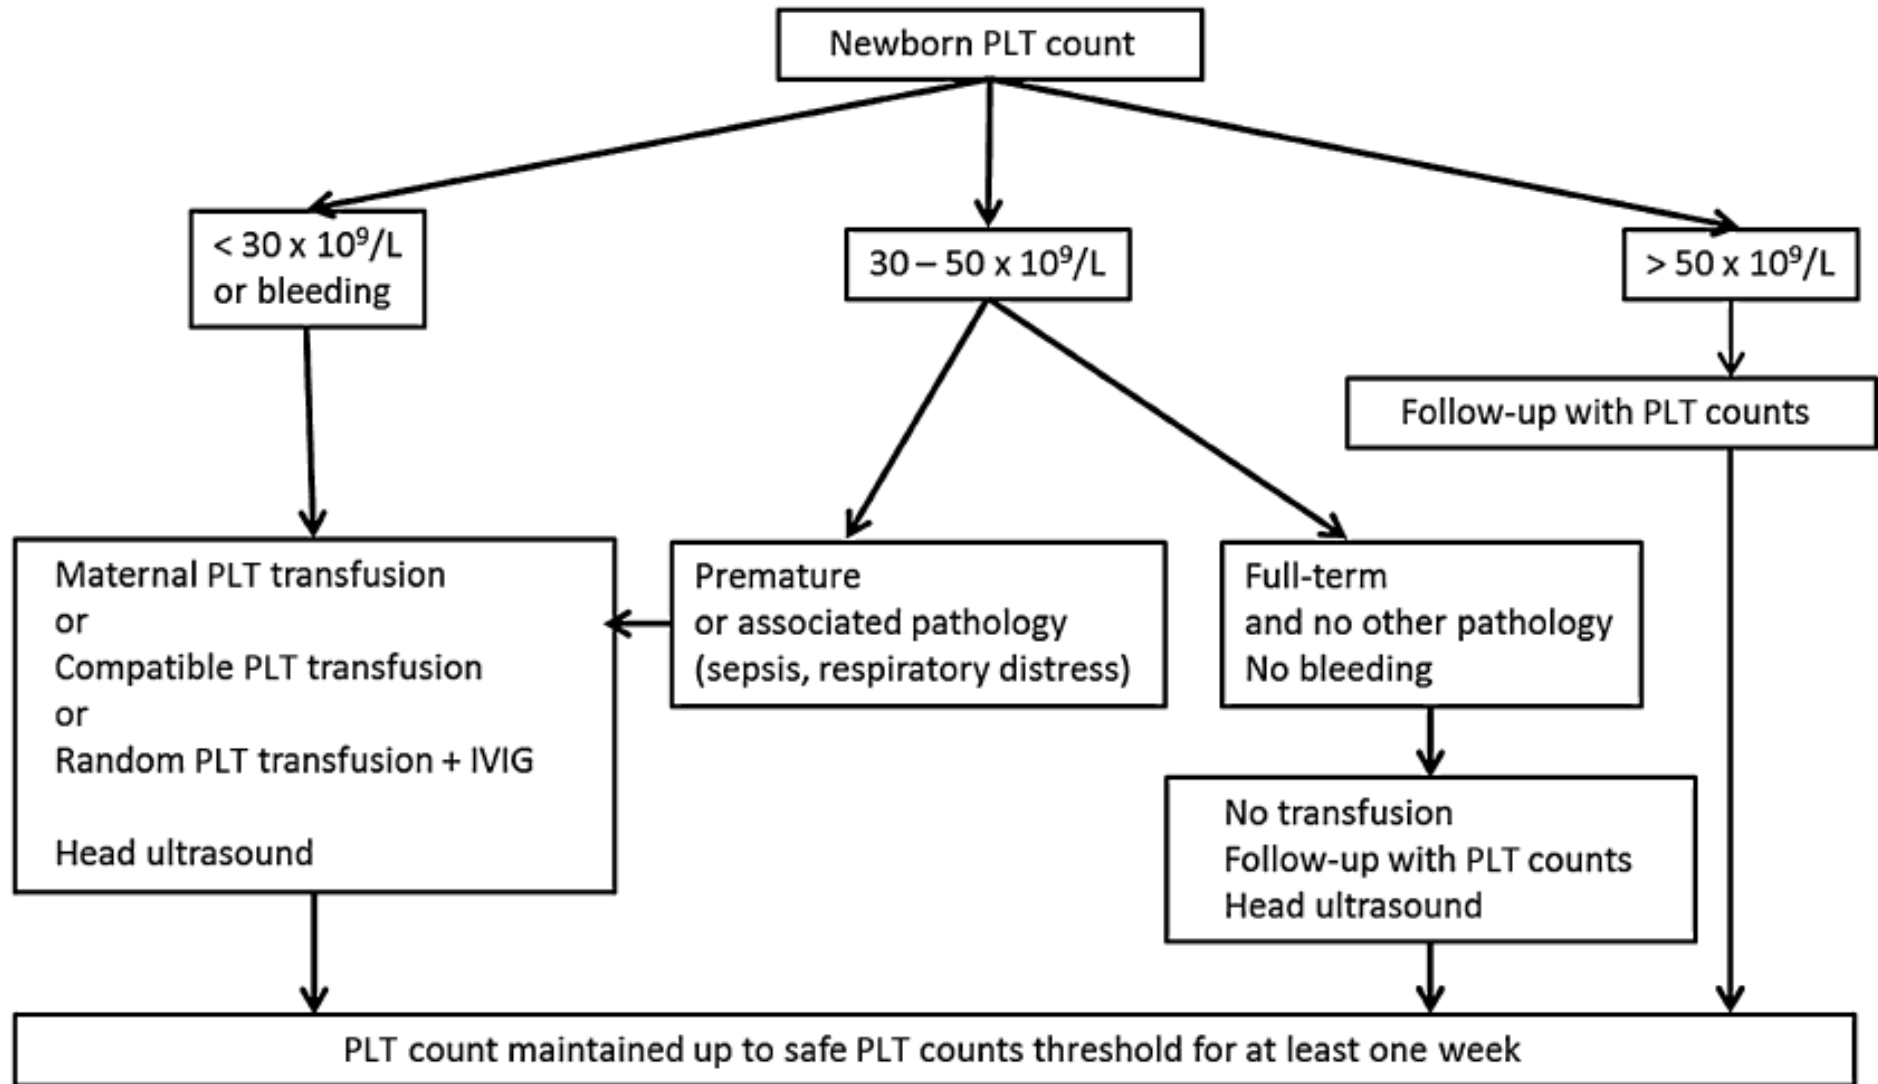 Newborn PLT count
< 30 x 10⁹/L
or bleeding
30 – 50 x 10⁹/L
> 50 x 10⁹/L
Follow-up with PLT counts
Maternal PLT transfusion
or
Compatible PLT transfusion
or
Random PLT transfusion + IVIG
Head ultrasound
Premature
or associated pathology
(sepsis, respiratory distress)
Full-term
and no other pathology
No bleeding
No transfusion
Follow-up with PLT counts
Head ultrasound
PLT count maintained up to safe PLT counts threshold for at least one week